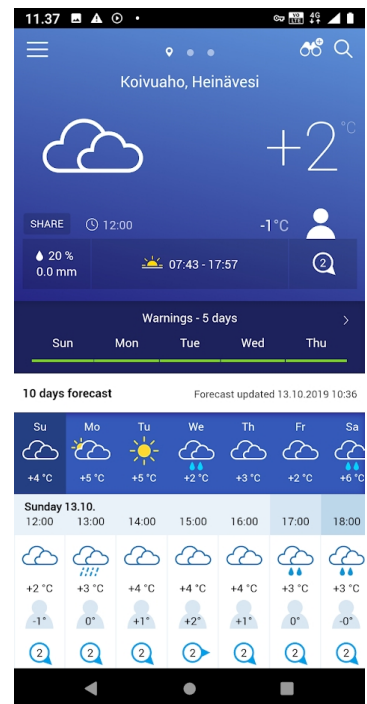 11.37
VO
LTE
4G
Koivuaho, Heinävesi
+2 °C
SHARE 12:00 -1°C
20 %
0.0 mm
07:43 - 17:57
2
Warnings - 5 days
Sun Mon Tue Wed Thu
10 days forecast Forecast updated 13.10.2019 10:36
Su Mo Tu We Th Fr Sa
+4 °C +5 °C +5 °C +2 °C +3 °C +2 °C +6 °C
Sunday 13.10.
12:00 13:00 14:00 15:00 16:00 17:00 18:00
+2 °C +3 °C +4 °C +4 °C +4 °C +3 °C +3 °C
-1° 0° +1° +2° +1° 0° -0°
2 2 2 2 2 2 2